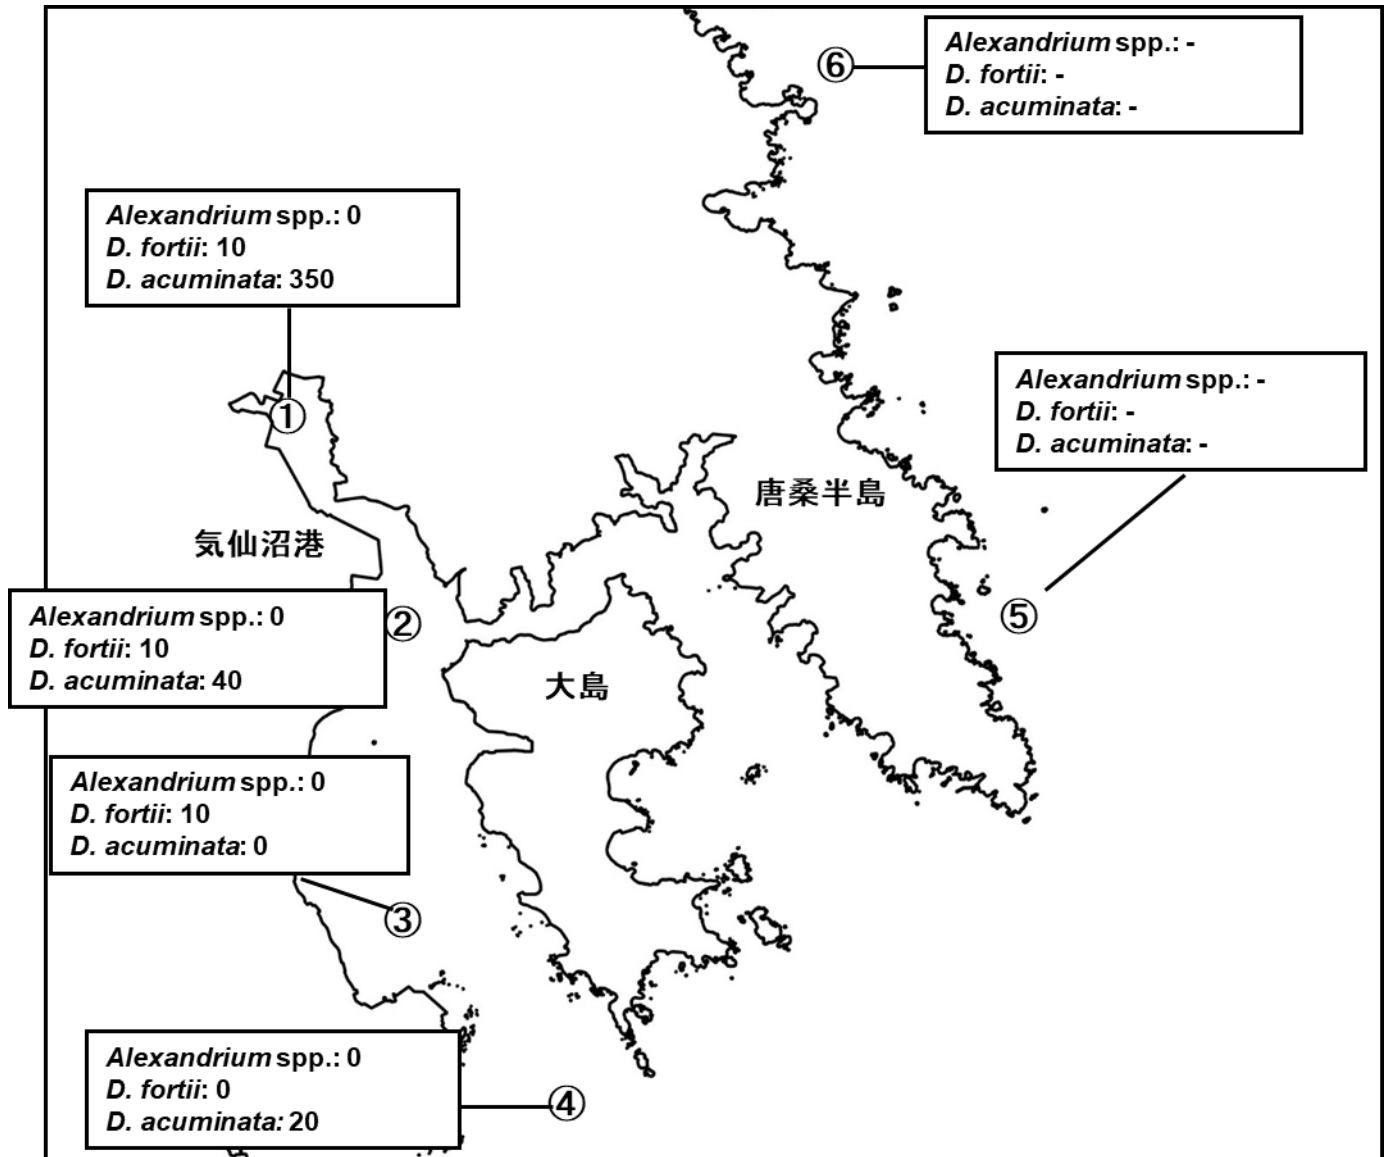 ⑥
Alexandrium spp.: -
D. fortii: -
D. acuminata: -
Alexandrium spp.: 0
D. fortii: 10
D. acuminata: 350
①
Alexandrium spp.: -
D. fortii: -
D. acuminata: -
唐桑半島
気仙沼港
Alexandrium spp.: 0
D. fortii: 10
D. acuminata: 40
②
⑤
大島
Alexandrium spp.: 0
D. fortii: 10
D. acuminata: 0
③
Alexandrium spp.: 0
D. fortii: 0
D. acuminata: 20
④